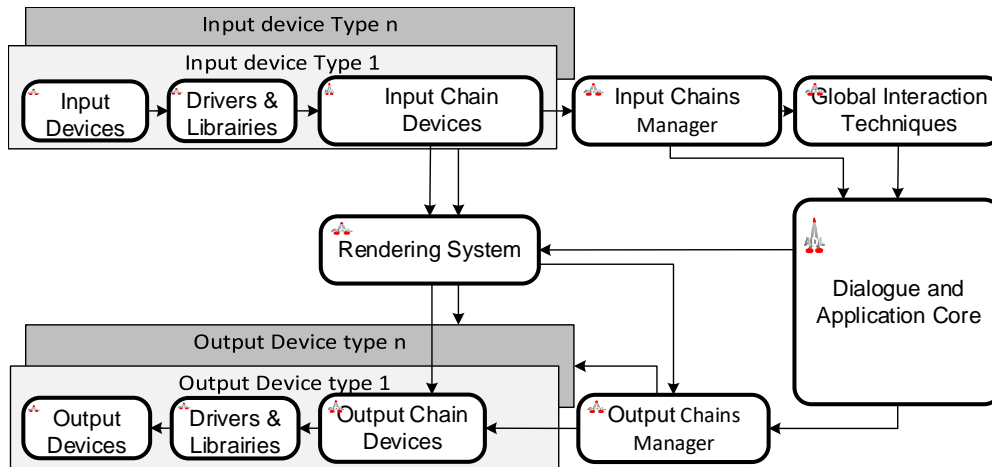 Input device Type n
Input device Type 1
Input
Devices
Drivers &
Librairies
Input Chain
Devices
Input Chains
Manager
Global Interaction
Techniques
Rendering System
Dialogue and
Application Core
Output Device type n
Output Device type 1
Output
Devices
Drivers &
Librairies
Output Chain
Devices
Output Chains
Manager